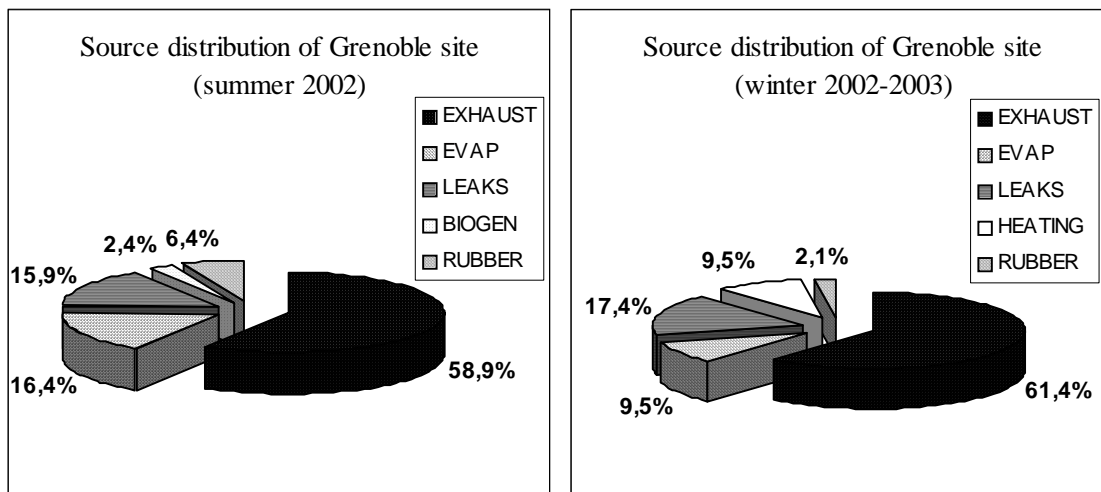 Source distribution of Grenoble site
(summer 2002)
EXHAUST
EVAP
LEAKS
BIOGEN
RUBBER
2,4%
6,4%
15,9%
16,4%
58,9%
Source distribution of Grenoble site
(winter 2002-2003)
EXHAUST
EVAP
LEAKS
HEATING
RUBBER
9,5%
2,1%
17,4%
9,5%
61,4%